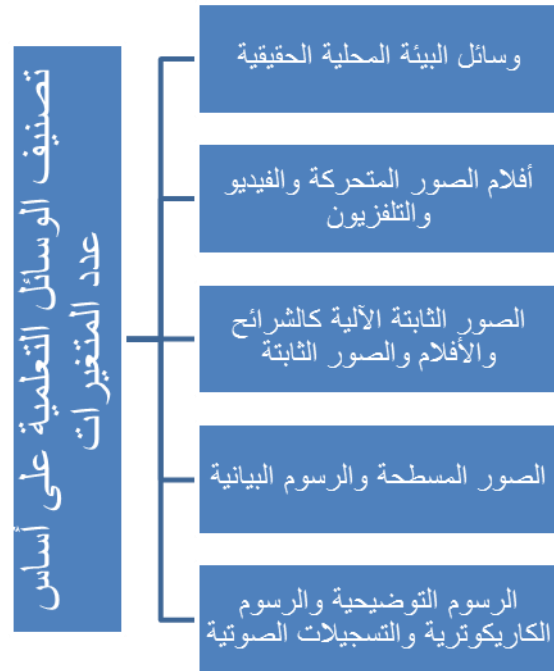 تصنيف الوسائل التعلمية على أساس
عدد المتغيرات
وسائل البيئة المحلية الحقيقية
أفلام الصور المتحركة والفيديو
والتلفزيون
الصور الثابتة الآلية كالشرائح
والأفلام والصور الثابتة
الصور المسطحة والرسوم البيانية
الرسوم التوضيحية والرسوم
الكاريكوترية والتسجيلات الصوتية